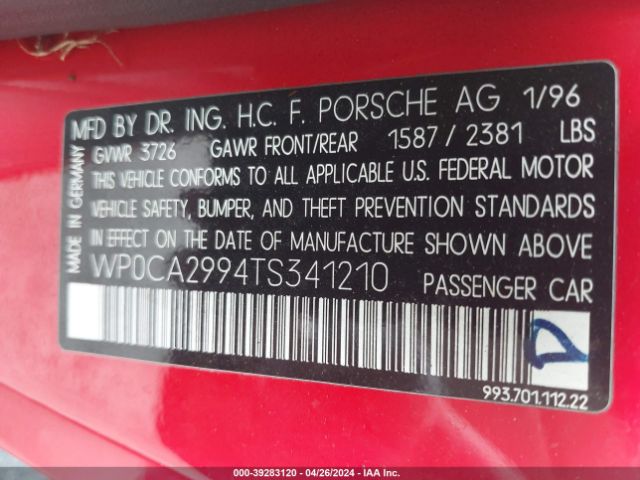 MFD BY DR. ING. H.C. F. PORSCHE AG 1/96
GVWR 3726 GAWR FRONT/REAR 1587 / 2381 LBS
THIS VEHICLE CONFORMS TO ALL APPLICABLE U.S. FEDERAL MOTOR
VEHICLE SAFETY, BUMPER, AND THEFT PREVENTION STANDARDS
IN EFFECT ON THE DATE OF MANUFACTURE SHOWN ABOVE
WP0CA2994TS341210 PASSENGER CAR
MADE IN GERMANY
D
993.701.112.22
000-39283120 - 04/26/2024 - IAA Inc.